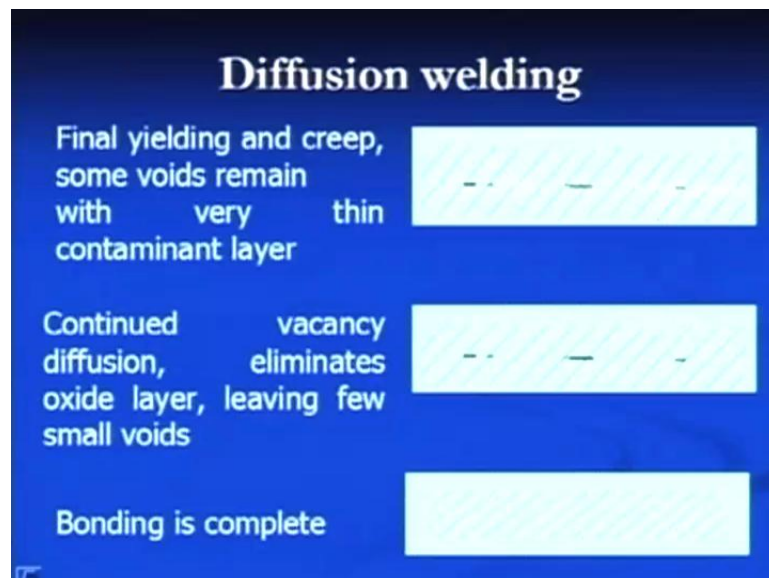 Diffusion welding
Final yielding and creep,
some voids remain
with very thin
contaminant layer
Continued vacancy
diffusion, eliminates
oxide layer, leaving few
small voids
Bonding is complete